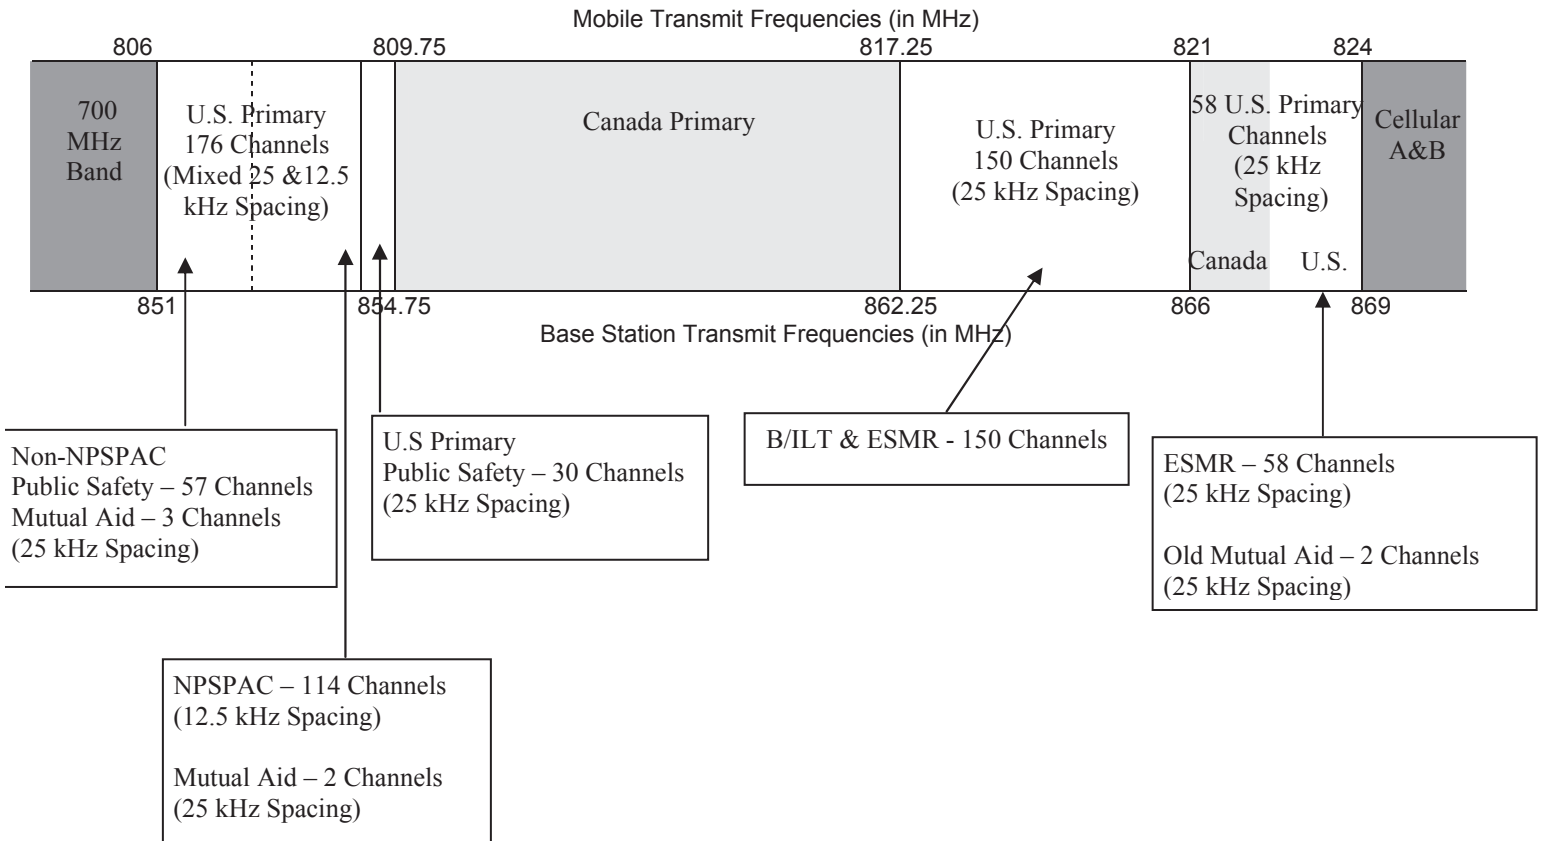 Mobile Transmit Frequencies (in MHz)
806
809.75
817.25
821
824
700
MHz
Band
U.S. Primary
176 Channels
(Mixed 25 &12.5
kHz Spacing)
Canada Primary
U.S. Primary
150 Channels
(25 kHz Spacing)
58 U.S. Primary
Channels
(25 kHz
Spacing)
Canada
U.S.
Cellular
A&B
851
854.75
862.25
866
869
Base Station Transmit Frequencies (in MHz)
Non-NPSPAC
Public Safety – 57 Channels
Mutual Aid – 3 Channels
(25 kHz Spacing)
U.S Primary
Public Safety – 30 Channels
(25 kHz Spacing)
B/ILT & ESMR - 150 Channels
ESMR – 58 Channels
(25 kHz Spacing)
Old Mutual Aid – 2 Channels
(25 kHz Spacing)
NPSPAC – 114 Channels
(12.5 kHz Spacing)
Mutual Aid – 2 Channels
(25 kHz Spacing)